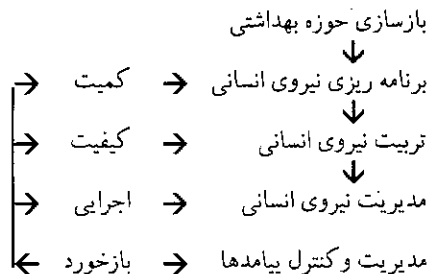 بازسازی حوزه بهداشتی
برنامه ریزی نیروی انسانی → کمیت →
تربیت نیروی انسانی → کیفیت →
مدیریت نیروی انسانی → اجرایی →
مدیریت و کنترل پیامدها → بازخورد ←